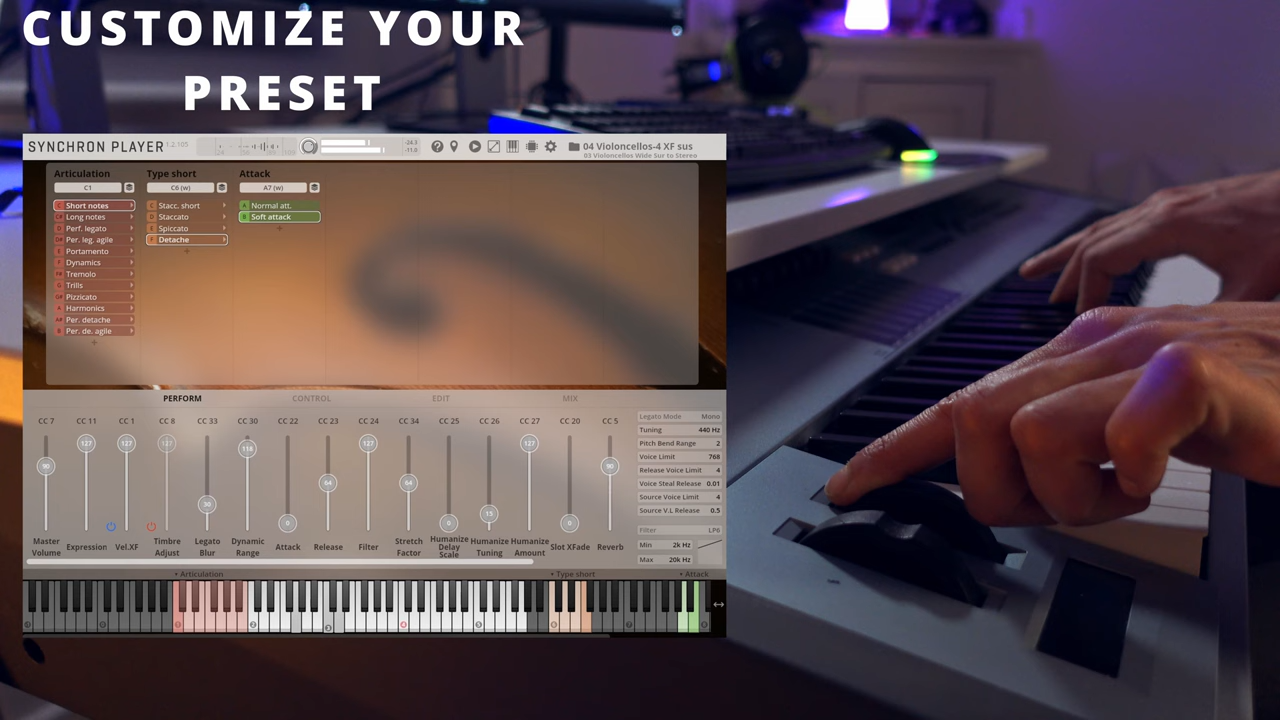 CUSTOMIZE YOUR
PRESET
SYNCHRON PLAYER 1.2.105
-24.3
-11.0
04 Violoncellos-4 XF sus
03 Violoncellos Wide Sur to Stereo
Articulation Type short Attack
C1 C6 (w) A7 (w)
Short notes Stacc. short Normal att.
Long notes Staccato Soft attack
Perf. legato Spiccato
Per. leg. agile Detache
Portamento
Dynamics
Tremolo
Trills
Pizzicato
Harmonics
Per. detache
Per. de. agile
PERFORM CONTROL EDIT MIX
CC 7 CC 11 CC 1 CC 8 CC 33 CC 30 CC 22 CC 23 CC 24 CC 34 CC 25 CC 26 CC 27 CC 20 CC 5
90 127 127 127 30 118 0 64 127 64 0 15 127 0 90
Master Volume Expression Vel.XF Timbre Adjust Legato Blur Dynamic Range Attack Release Filter Stretch Factor Humanize Delay Scale Humanize Tuning Humanize Amount Slot XFade Reverb
Legato Mode Mono
Tuning 440 Hz
Pitch Bend Range 2
Voice Limit 768
Release Voice Limit 4
Voice Steal Release 0.01
Source Voice Limit 4
Source V.L Release 0.5
Filter LP6
Min 2k Hz
Max 20k Hz
Articulation Type short Attack